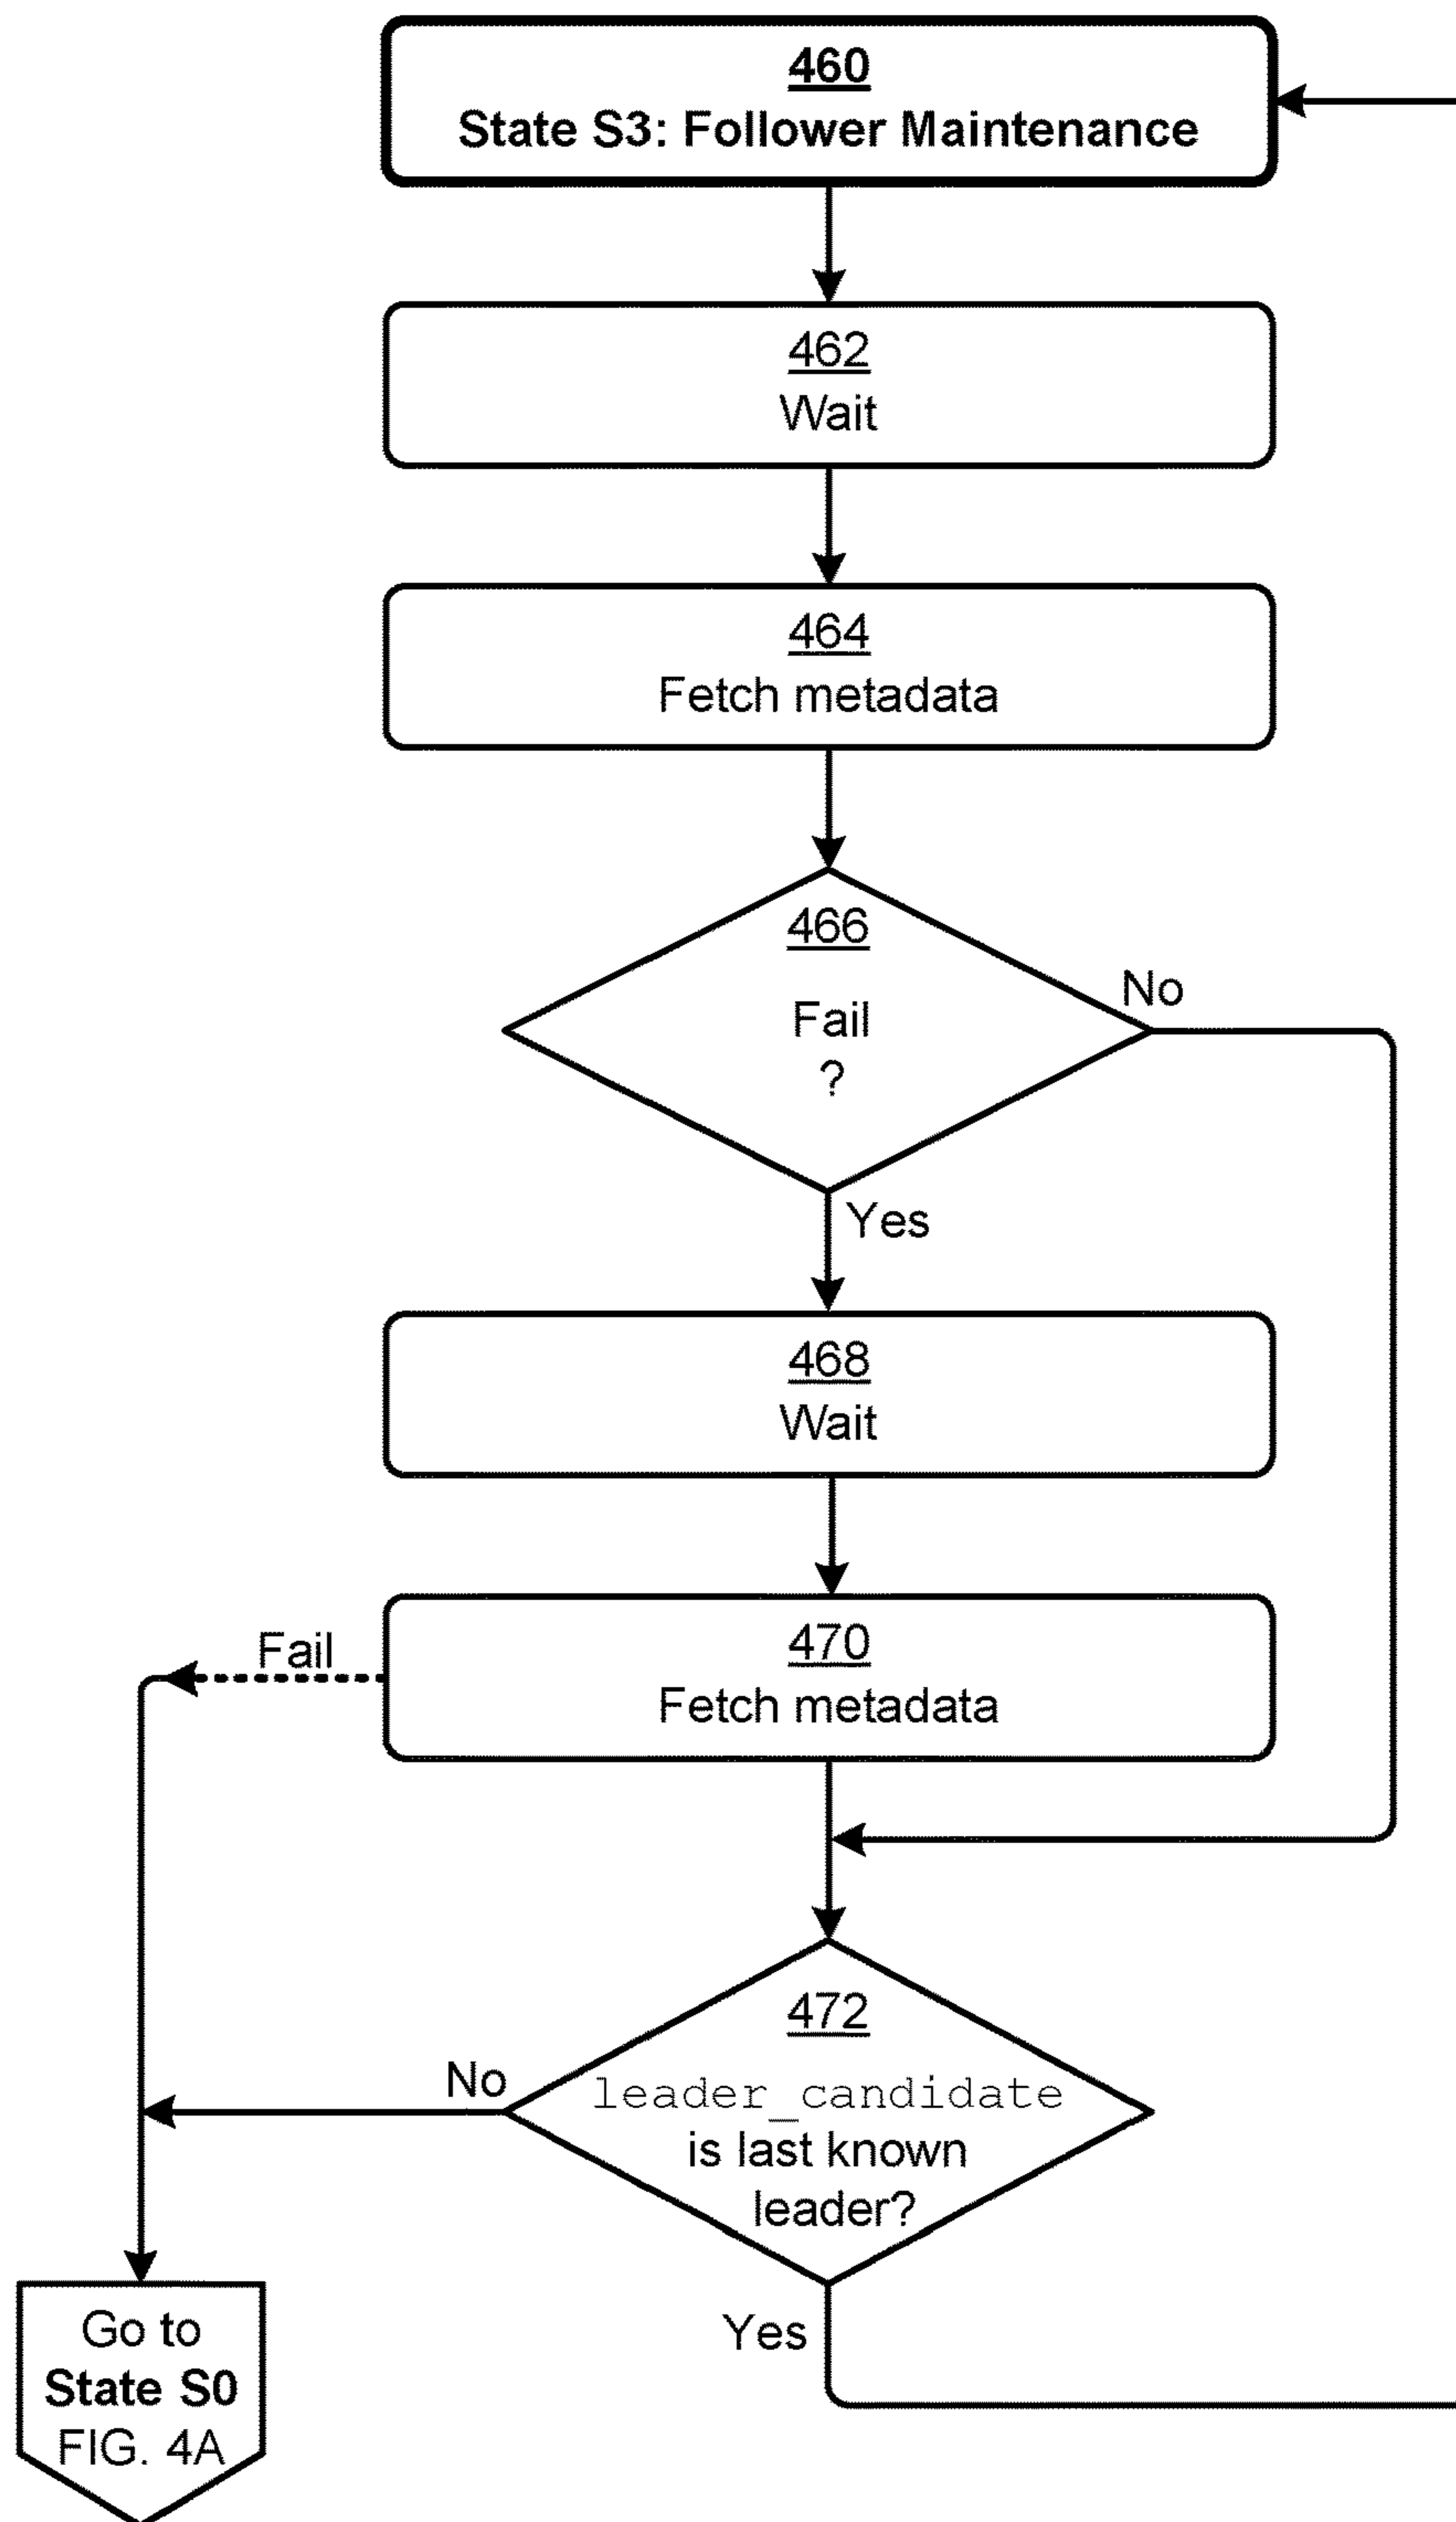 460
State S3: Follower Maintenance
462
Wait
464
Fetch metadata
466
Fail
?
No
Yes
468
Wait
470
Fetch metadata
Fail
472
leader_candidate
is last known
leader?
No
Yes
Go to
State S0
FIG. 4A